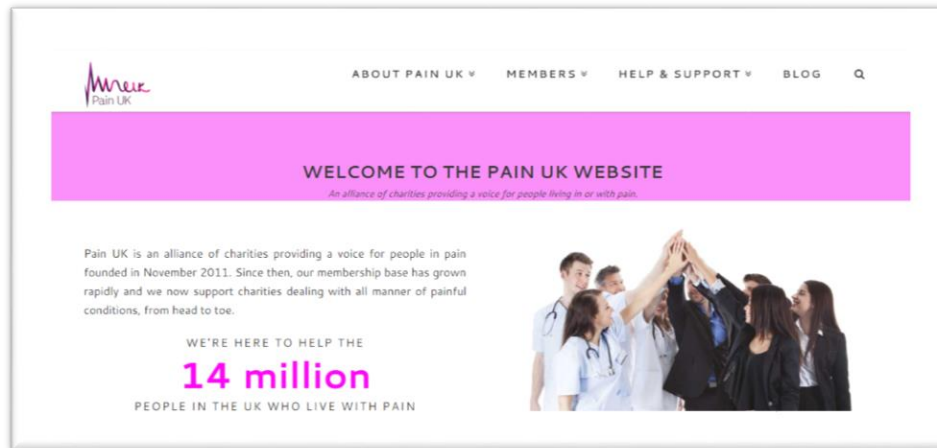 ABOUT PAIN UK
MEMBERS
HELP & SUPPORT
BLOG
Pain UK
WELCOME TO THE PAIN UK WEBSITE
An alliance of charities providing a voice for people living in or with pain.
Pain UK is an alliance of charities providing a voice for people in pain
founded in November 2011. Since then, our membership base has grown
rapidly and we now support charities dealing with all manner of painful
conditions, from head to toe.
WE'RE HERE TO HELP THE
14 million
PEOPLE IN THE UK WHO LIVE WITH PAIN